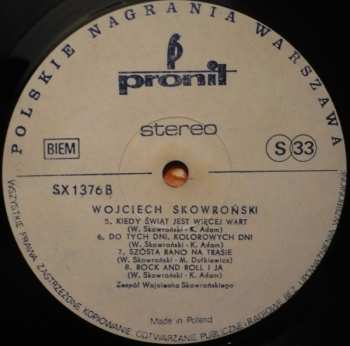 POLSKIE NAGRANIA WARSZAWA
pronit
stereo
BIEM
S 33
SX 1376 B
WOJCIECH SKOWROŃSKI
5. KIEDY ŚWIAT JEST WIĘCEJ WART
(W. Skowroński - K. Adam)
6. DO TYCH DNI, KOLOROWYCH DNI
(W. Skowroński - K. Adam)
7. SZÓSTA RANO NA TRASIE
(W. Skowroński - M. Dutkiewicz)
8. ROCK AND ROLL I JA
(W. Skowroński - K. Adam)
Zespół Wojciecha Skowrońskiego
Made in Poland
WSZYSTKIE PRAWA ZASTRZEŻONE. KOPIOWANIE, ODTWARZANIE PUBLICZNE I RADIOWE BEZ